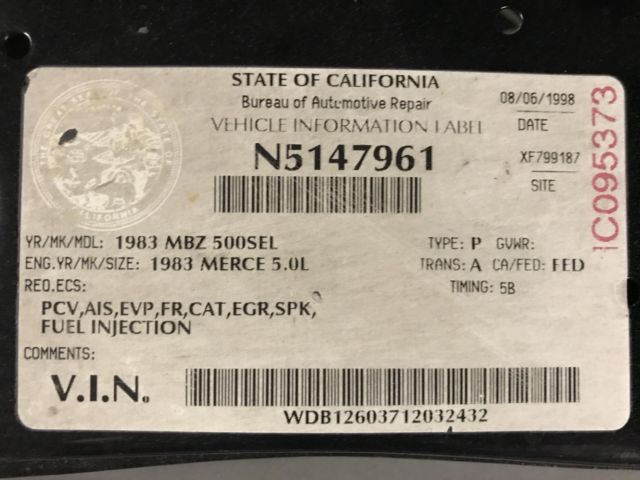 STATE OF CALIFORNIA
Bureau of Automotive Repair
VEHICLE INFORMATION LABEL
N5147961
08/06/1998
DATE
XF799187
SITE
IC095373
YR/MK/MDL: 1983 MBZ 500SEL
TYPE: P GVWR:
ENG.YR/MK/SIZE: 1983 MERCE 5.0L
TRANS: A CA/FED: FED
REQ.ECS:
TIMING: 5B
PCV,AIS,EVP,FR,CAT,EGR,SPK,
FUEL INJECTION
COMMENTS:
V.I.N.
WDB12603712032432